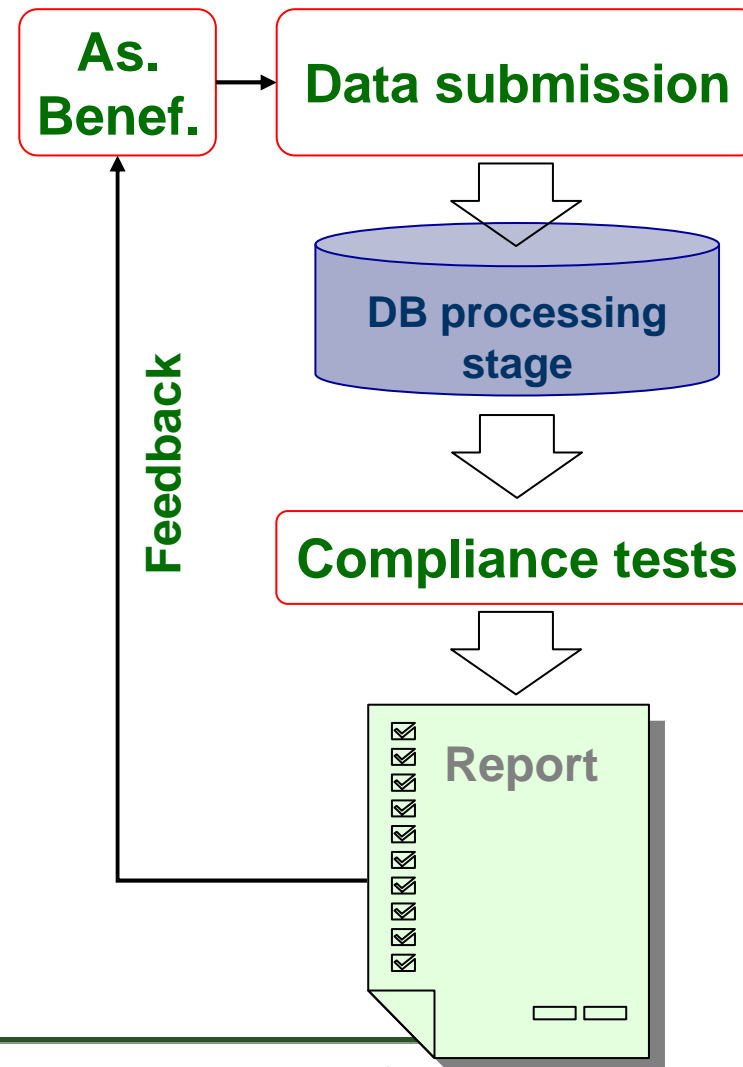 As.
Benef.
Data submission
DB processing
stage
Feedback
Compliance tests
Report